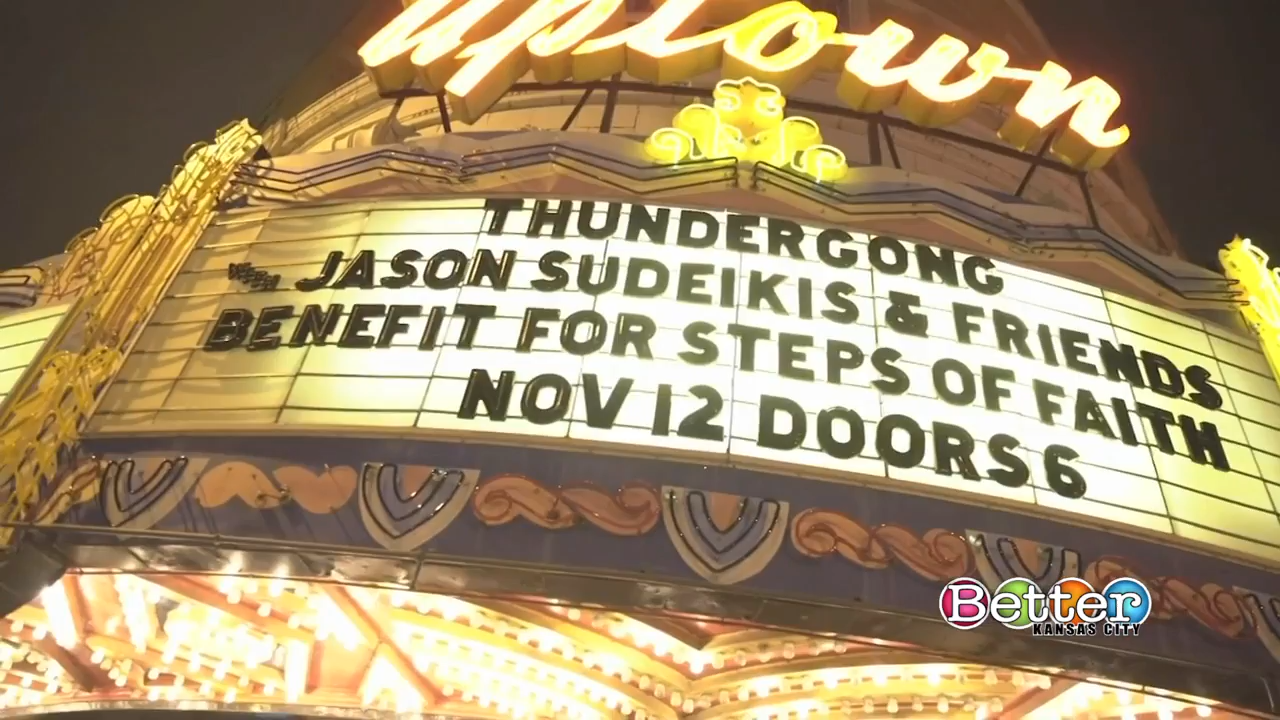 Uptown
THUNDERGONG
WITH JASON SUDEIKIS & FRIENDS
BENEFIT FOR STEPS OF FAITH
NOV 12 DOORS 6
Better
KANSAS CITY